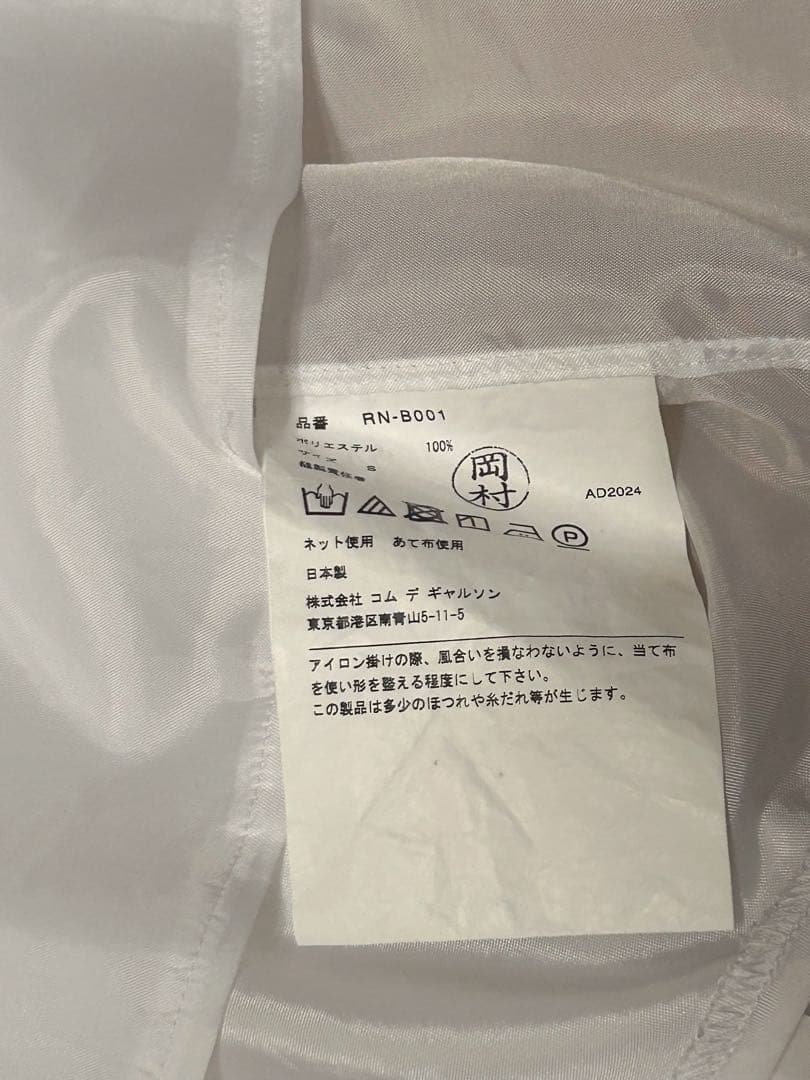 品番 RN-B001
ポリエステル 100%
サイズ S
縫製責任者
岡村
AD2024
P
ネット使用 あて布使用
日本製
株式会社 コム デ ギャルソン
東京都港区南青山5-11-5
アイロン掛けの際、風合いを損なわないように、当て布
を使い形を整える程度にして下さい。
この製品は多少のほつれや糸だれ等が生じます。